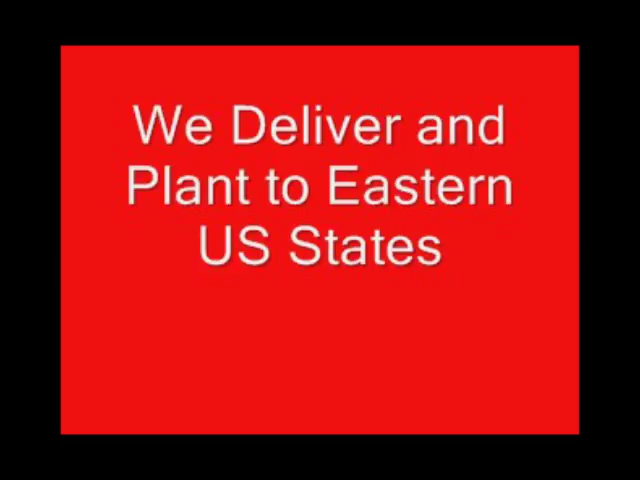 We Deliver and
Plant to Eastern
US States